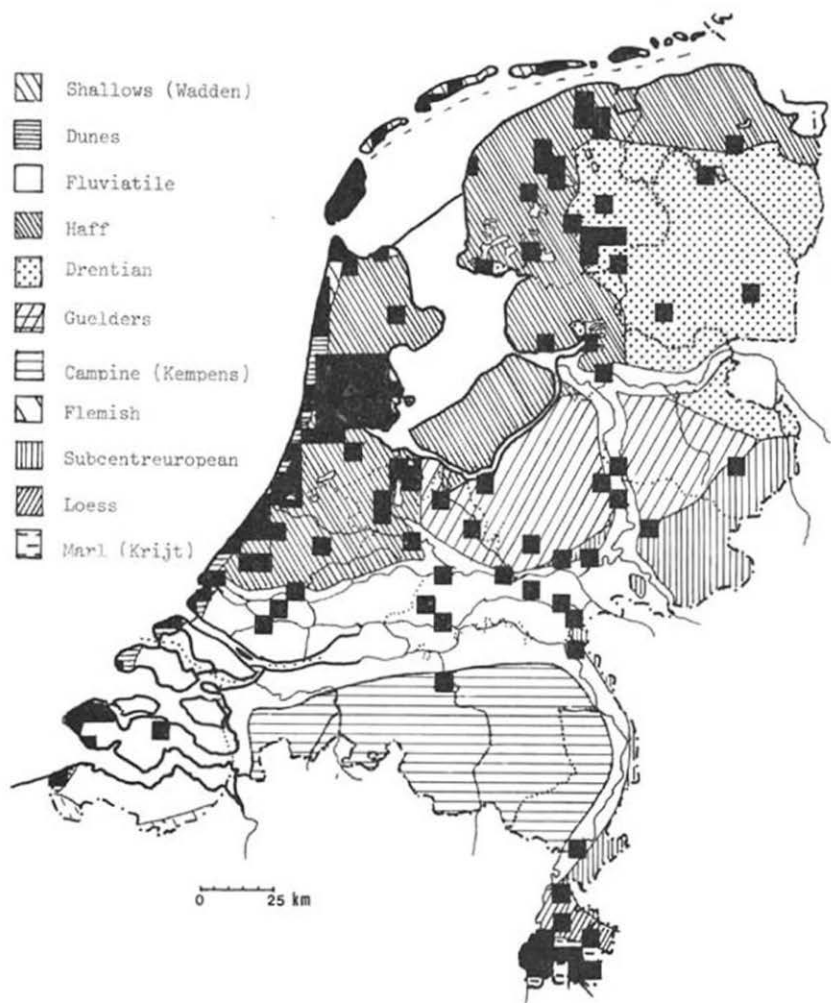 Shallows (Wadden)
Dunes
Fluviatile
Haff
Drentian
Guelders
Campine (Kempens)
Flemish
Subcentreuropean
Loess
Marl (Krijt)
0 25 km